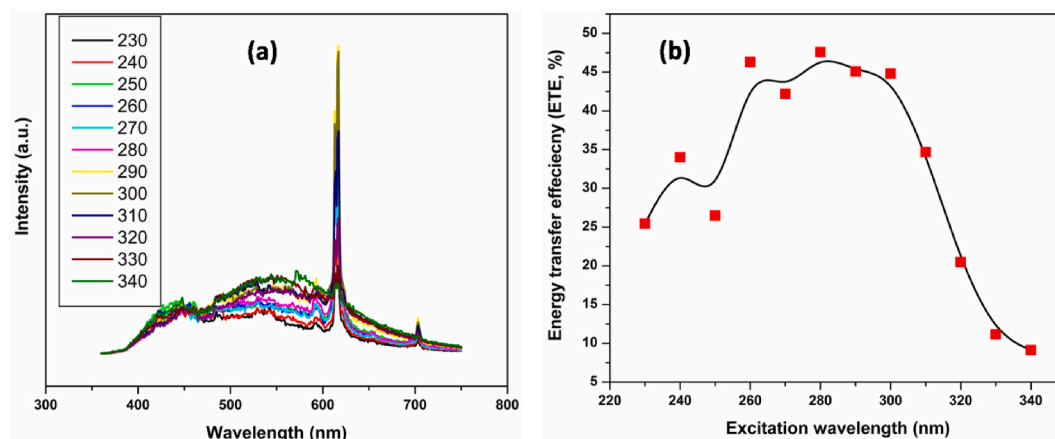 (a)
230
240
250
260
270
280
290
300
310
320
330
340
Intensity (a.u.)
300 400 500 600 700 800
Wavelength (nm)
(b)
50
45
40
35
30
25
20
15
10
5
Energy transfer effeciecny (ETE, %)
220 240 260 280 300 320 340
Excitation wavelength (nm)